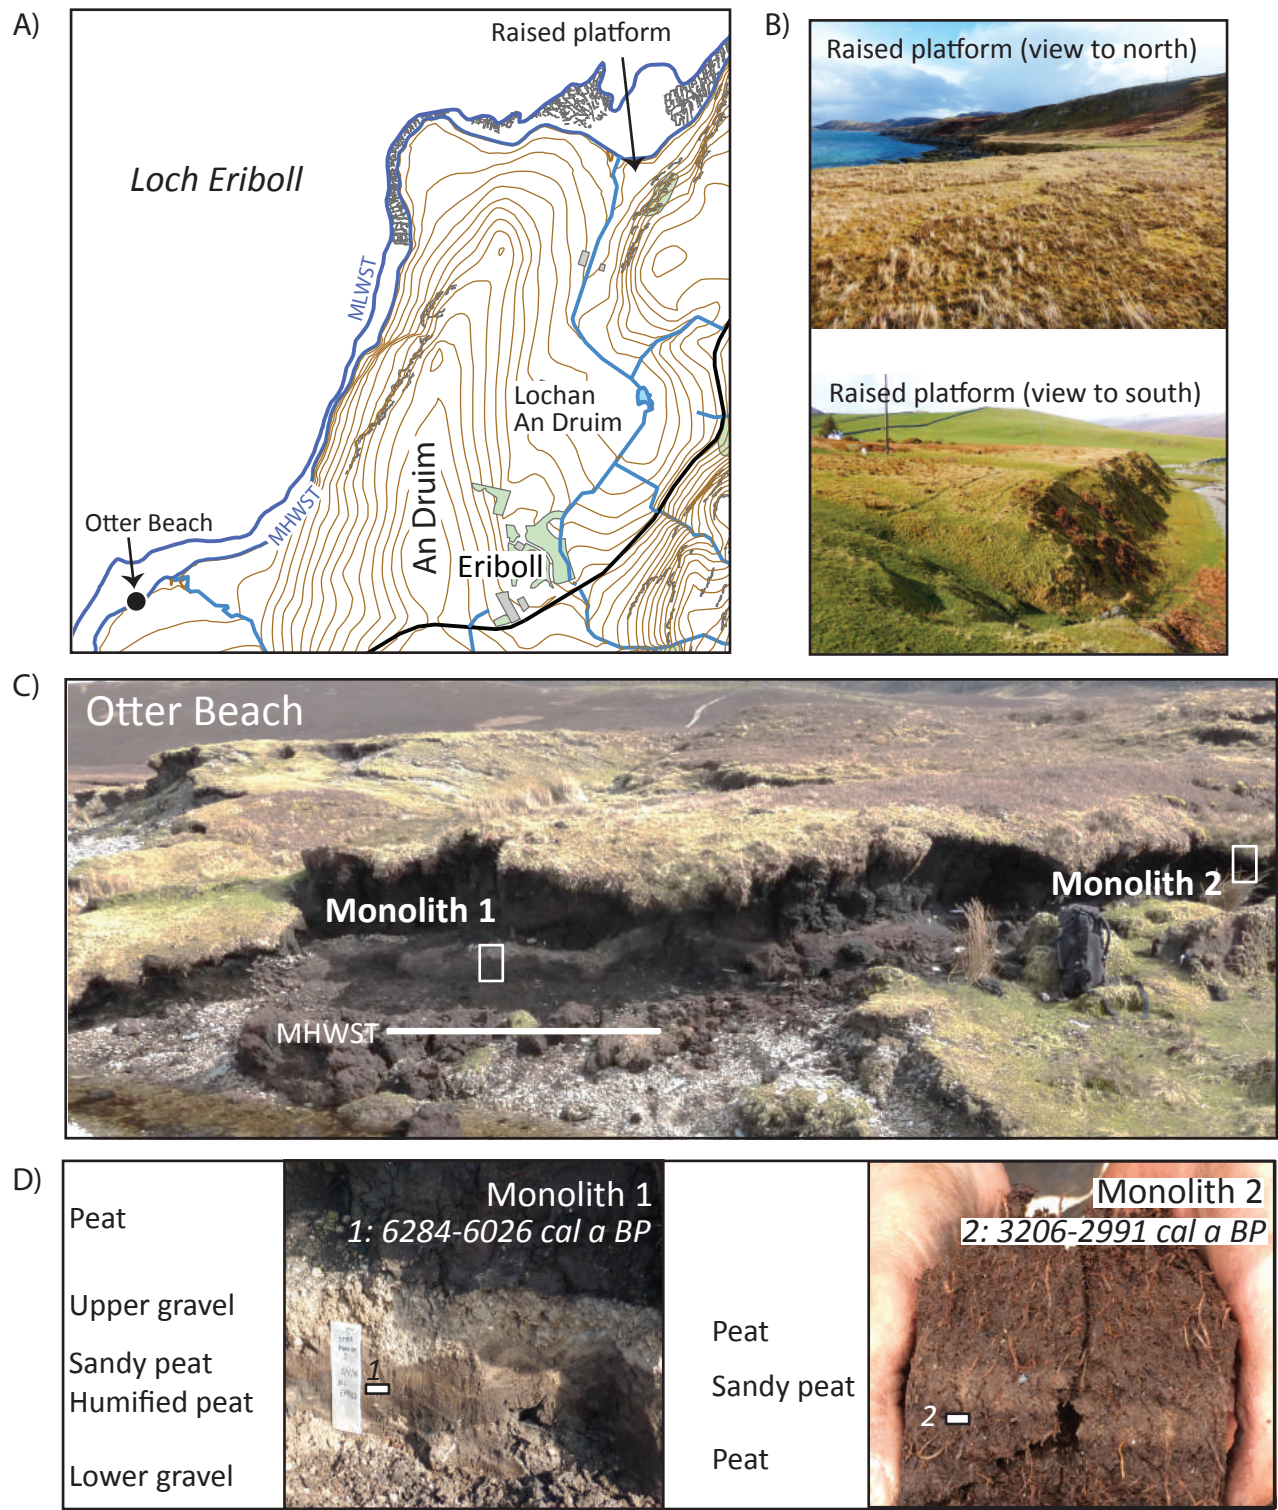 A)
Raised platform
Loch Eriboll
MLWST
MHWST
Lochan
An Druim
An Druim
Otter Beach
Eriboll
B)
Raised platform (view to north)
Raised platform (view to south)
C)
Otter Beach
Monolith 1
Monolith 2
MHWST
D)
Peat
Upper gravel
Sandy peat
Humified peat
Lower gravel
Monolith 1
1: 6284-6026 cal a BP
1
Peat
Sandy peat
Peat
Monolith 2
2: 3206-2991 cal a BP
2